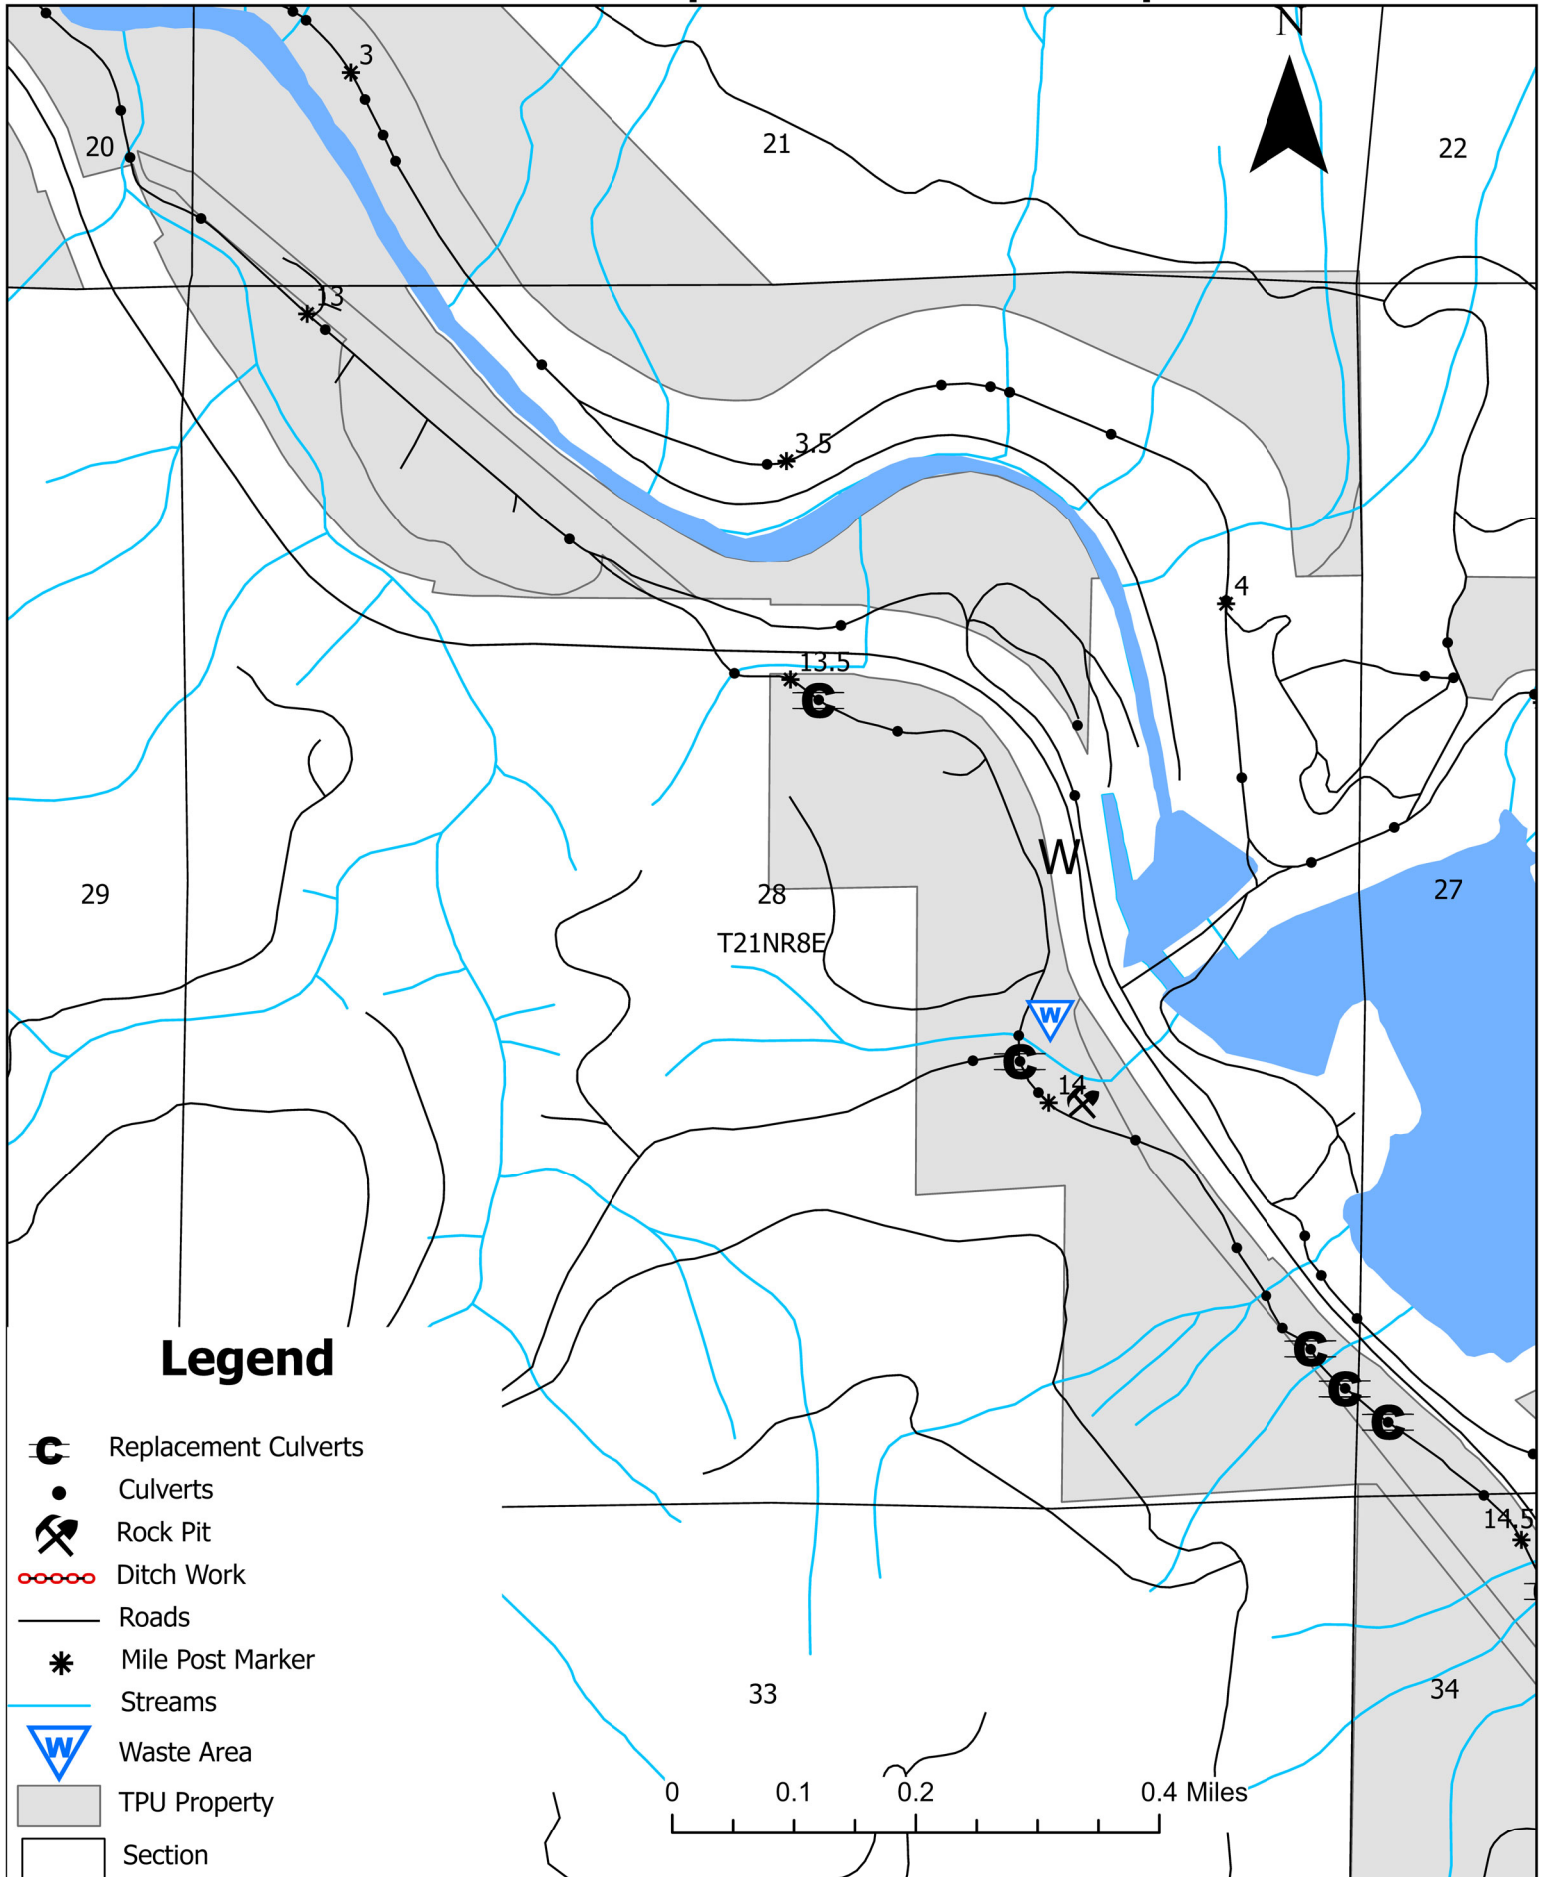 N
3
20
21
22
13
3.5
4
13.5
C
W
29
28
27
T21NR8E
W
C
14
C
C
C
14.5
Legend
C Replacement Culverts
Culverts
Rock Pit
Ditch Work
Roads
Mile Post Marker
Streams
W Waste Area
TPU Property
Section
33
34
0 0.1 0.2 0.4 Miles